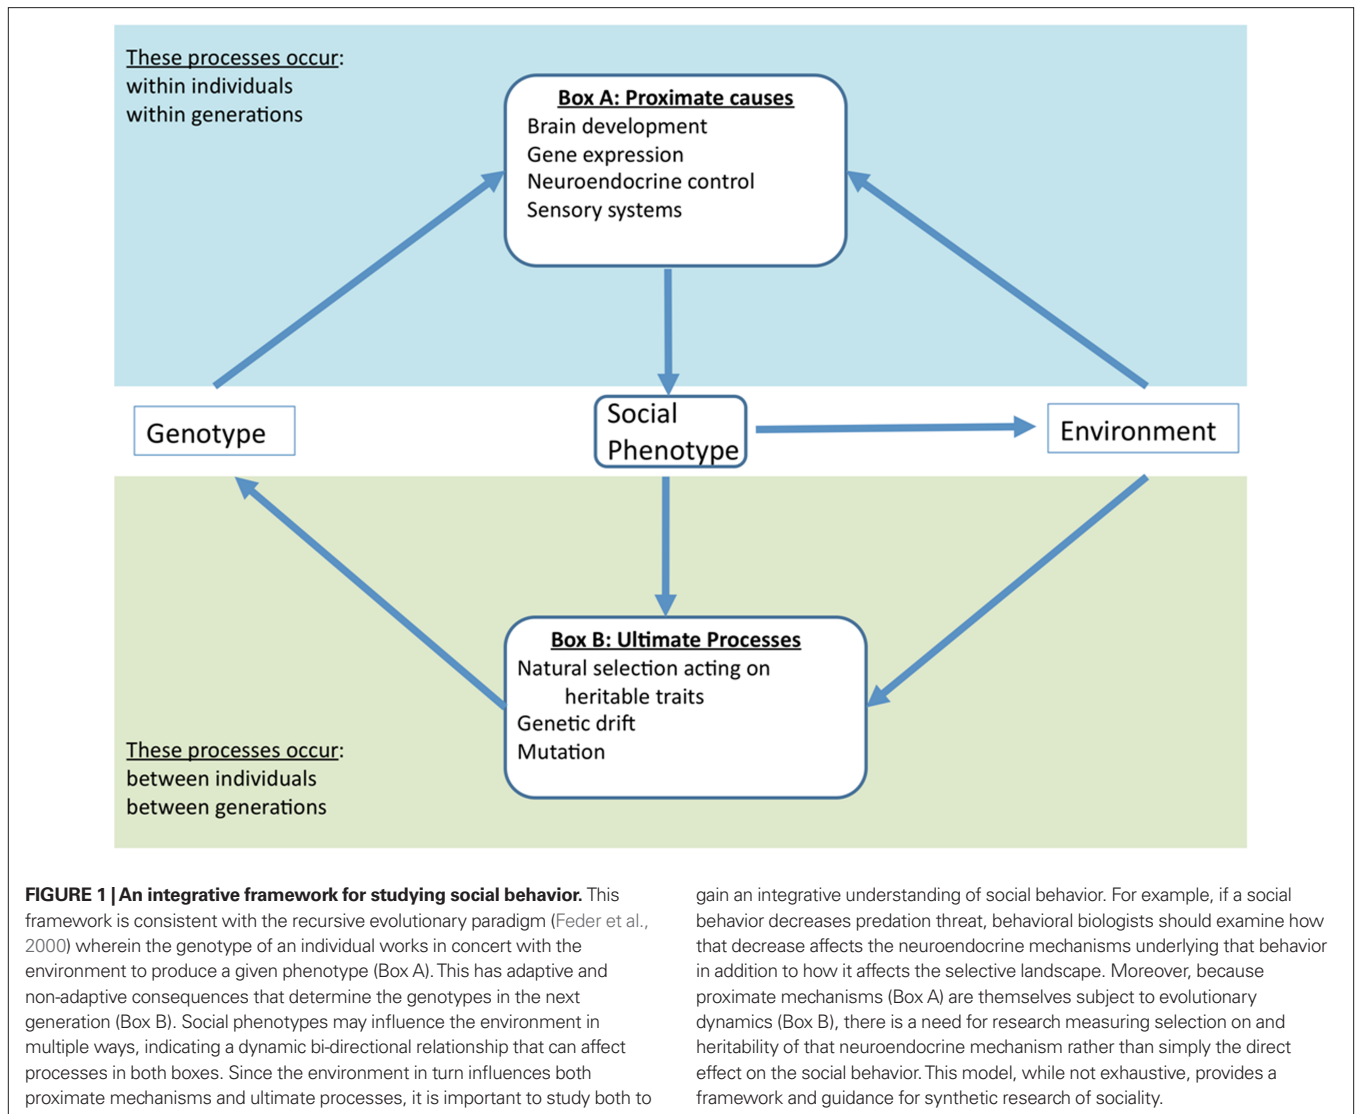 These processes occur:
within individuals
within generations
Box A: Proximate causes
Brain development
Gene expression
Neuroendocrine control
Sensory systems
Genotype
Social
Phenotype
Environment
Box B: Ultimate Processes
Natural selection acting on
heritable traits
Genetic drift
Mutation
These processes occur:
between individuals
between generations
FIGURE 1 | An integrative framework for studying social behavior. This
framework is consistent with the recursive evolutionary paradigm (Feder et al.,
2000) wherein the genotype of an individual works in concert with the
environment to produce a given phenotype (Box A). This has adaptive and
non-adaptive consequences that determine the genotypes in the next
generation (Box B). Social phenotypes may influence the environment in
multiple ways, indicating a dynamic bi-directional relationship that can affect
processes in both boxes. Since the environment in turn influences both
proximate mechanisms and ultimate processes, it is important to study both to
gain an integrative understanding of social behavior. For example, if a social
behavior decreases predation threat, behavioral biologists should examine how
that decrease affects the neuroendocrine mechanisms underlying that behavior
in addition to how it affects the selective landscape. Moreover, because
proximate mechanisms (Box A) are themselves subject to evolutionary
dynamics (Box B), there is a need for research measuring selection on and
heritability of that neuroendocrine mechanism rather than simply the direct
effect on the social behavior. This model, while not exhaustive, provides a
framework and guidance for synthetic research of sociality.